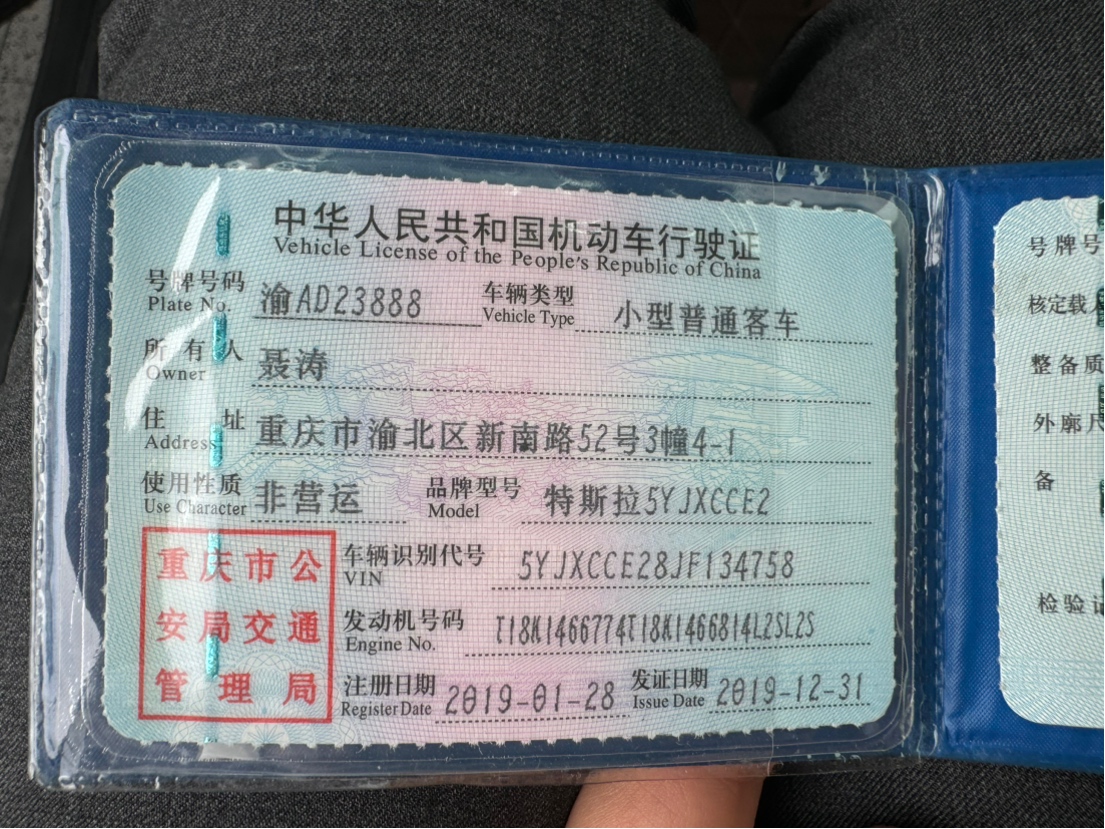 中华人民共和国机动车行驶证
Vehicle License of the People's Republic of China
号牌号码 渝AD23888 车辆类型 小型普通客车
Plate No. Vehicle Type
所有人 聂涛
Owner
住址 重庆市渝北区新南路52号3幢4-1
Address
使用性质 非营运 品牌型号 特斯拉5YJXCCE2
Use Character Model
车辆识别代号 5YJXCCE28JF134758
VIN
发动机号码 T18K1466774T18K1466814L2SL2S
Engine No.
注册日期 2019-01-28 发证日期 2019-12-31
Register Date Issue Date
重庆市公
安局交通
管理局
号牌号
核定载
整备质
外廓尺
备
检验记